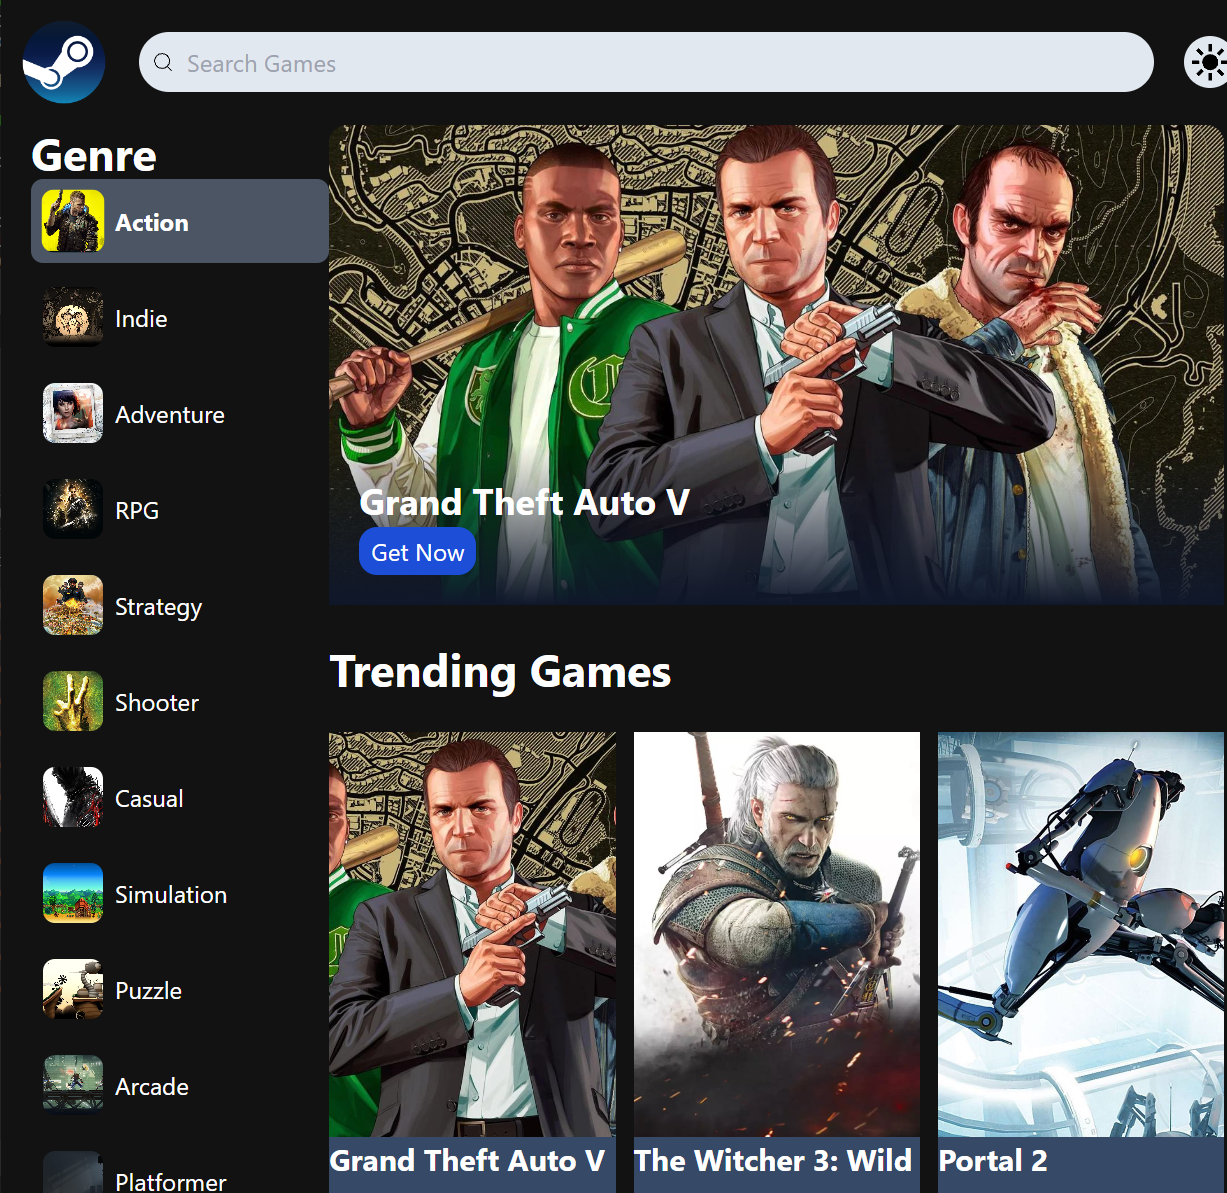 Search Games
Genre
Action
Indie
Adventure
RPG
Strategy
Shooter
Casual
Simulation
Puzzle
Arcade
Platformer
Grand Theft Auto V
Get Now
Trending Games
Grand Theft Auto V
The Witcher 3: Wild
Portal 2